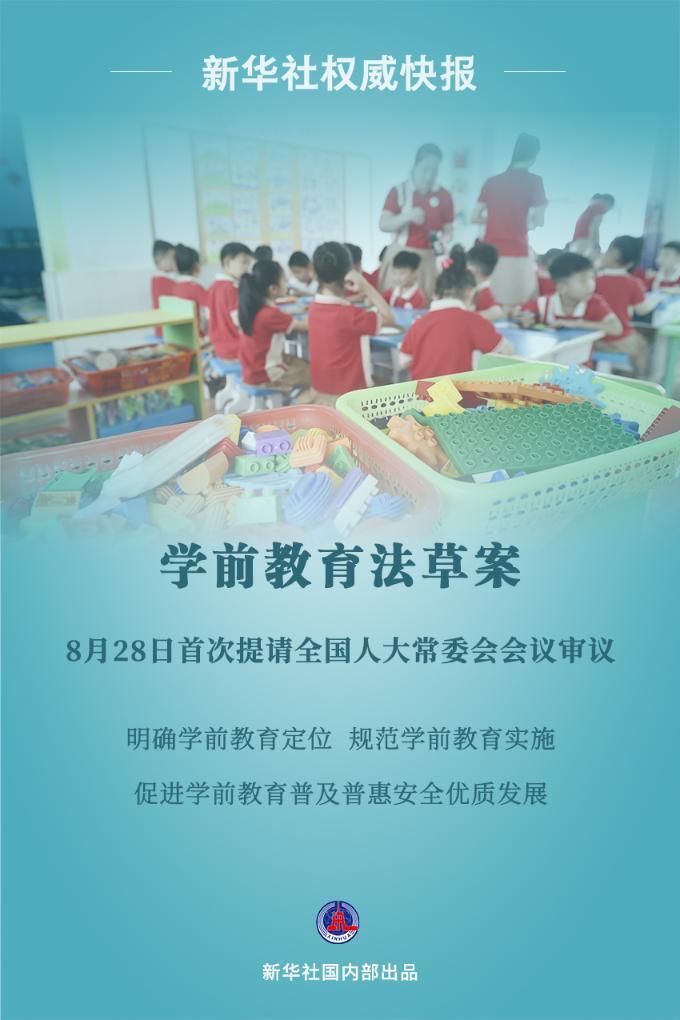 新华社权威快报
学前教育法草案
8月28日首次提请全国人大常委会会议审议
明确学前教育定位 规范学前教育实施
促进学前教育普及普惠安全优质发展
XINHUA
新华社国内部出品